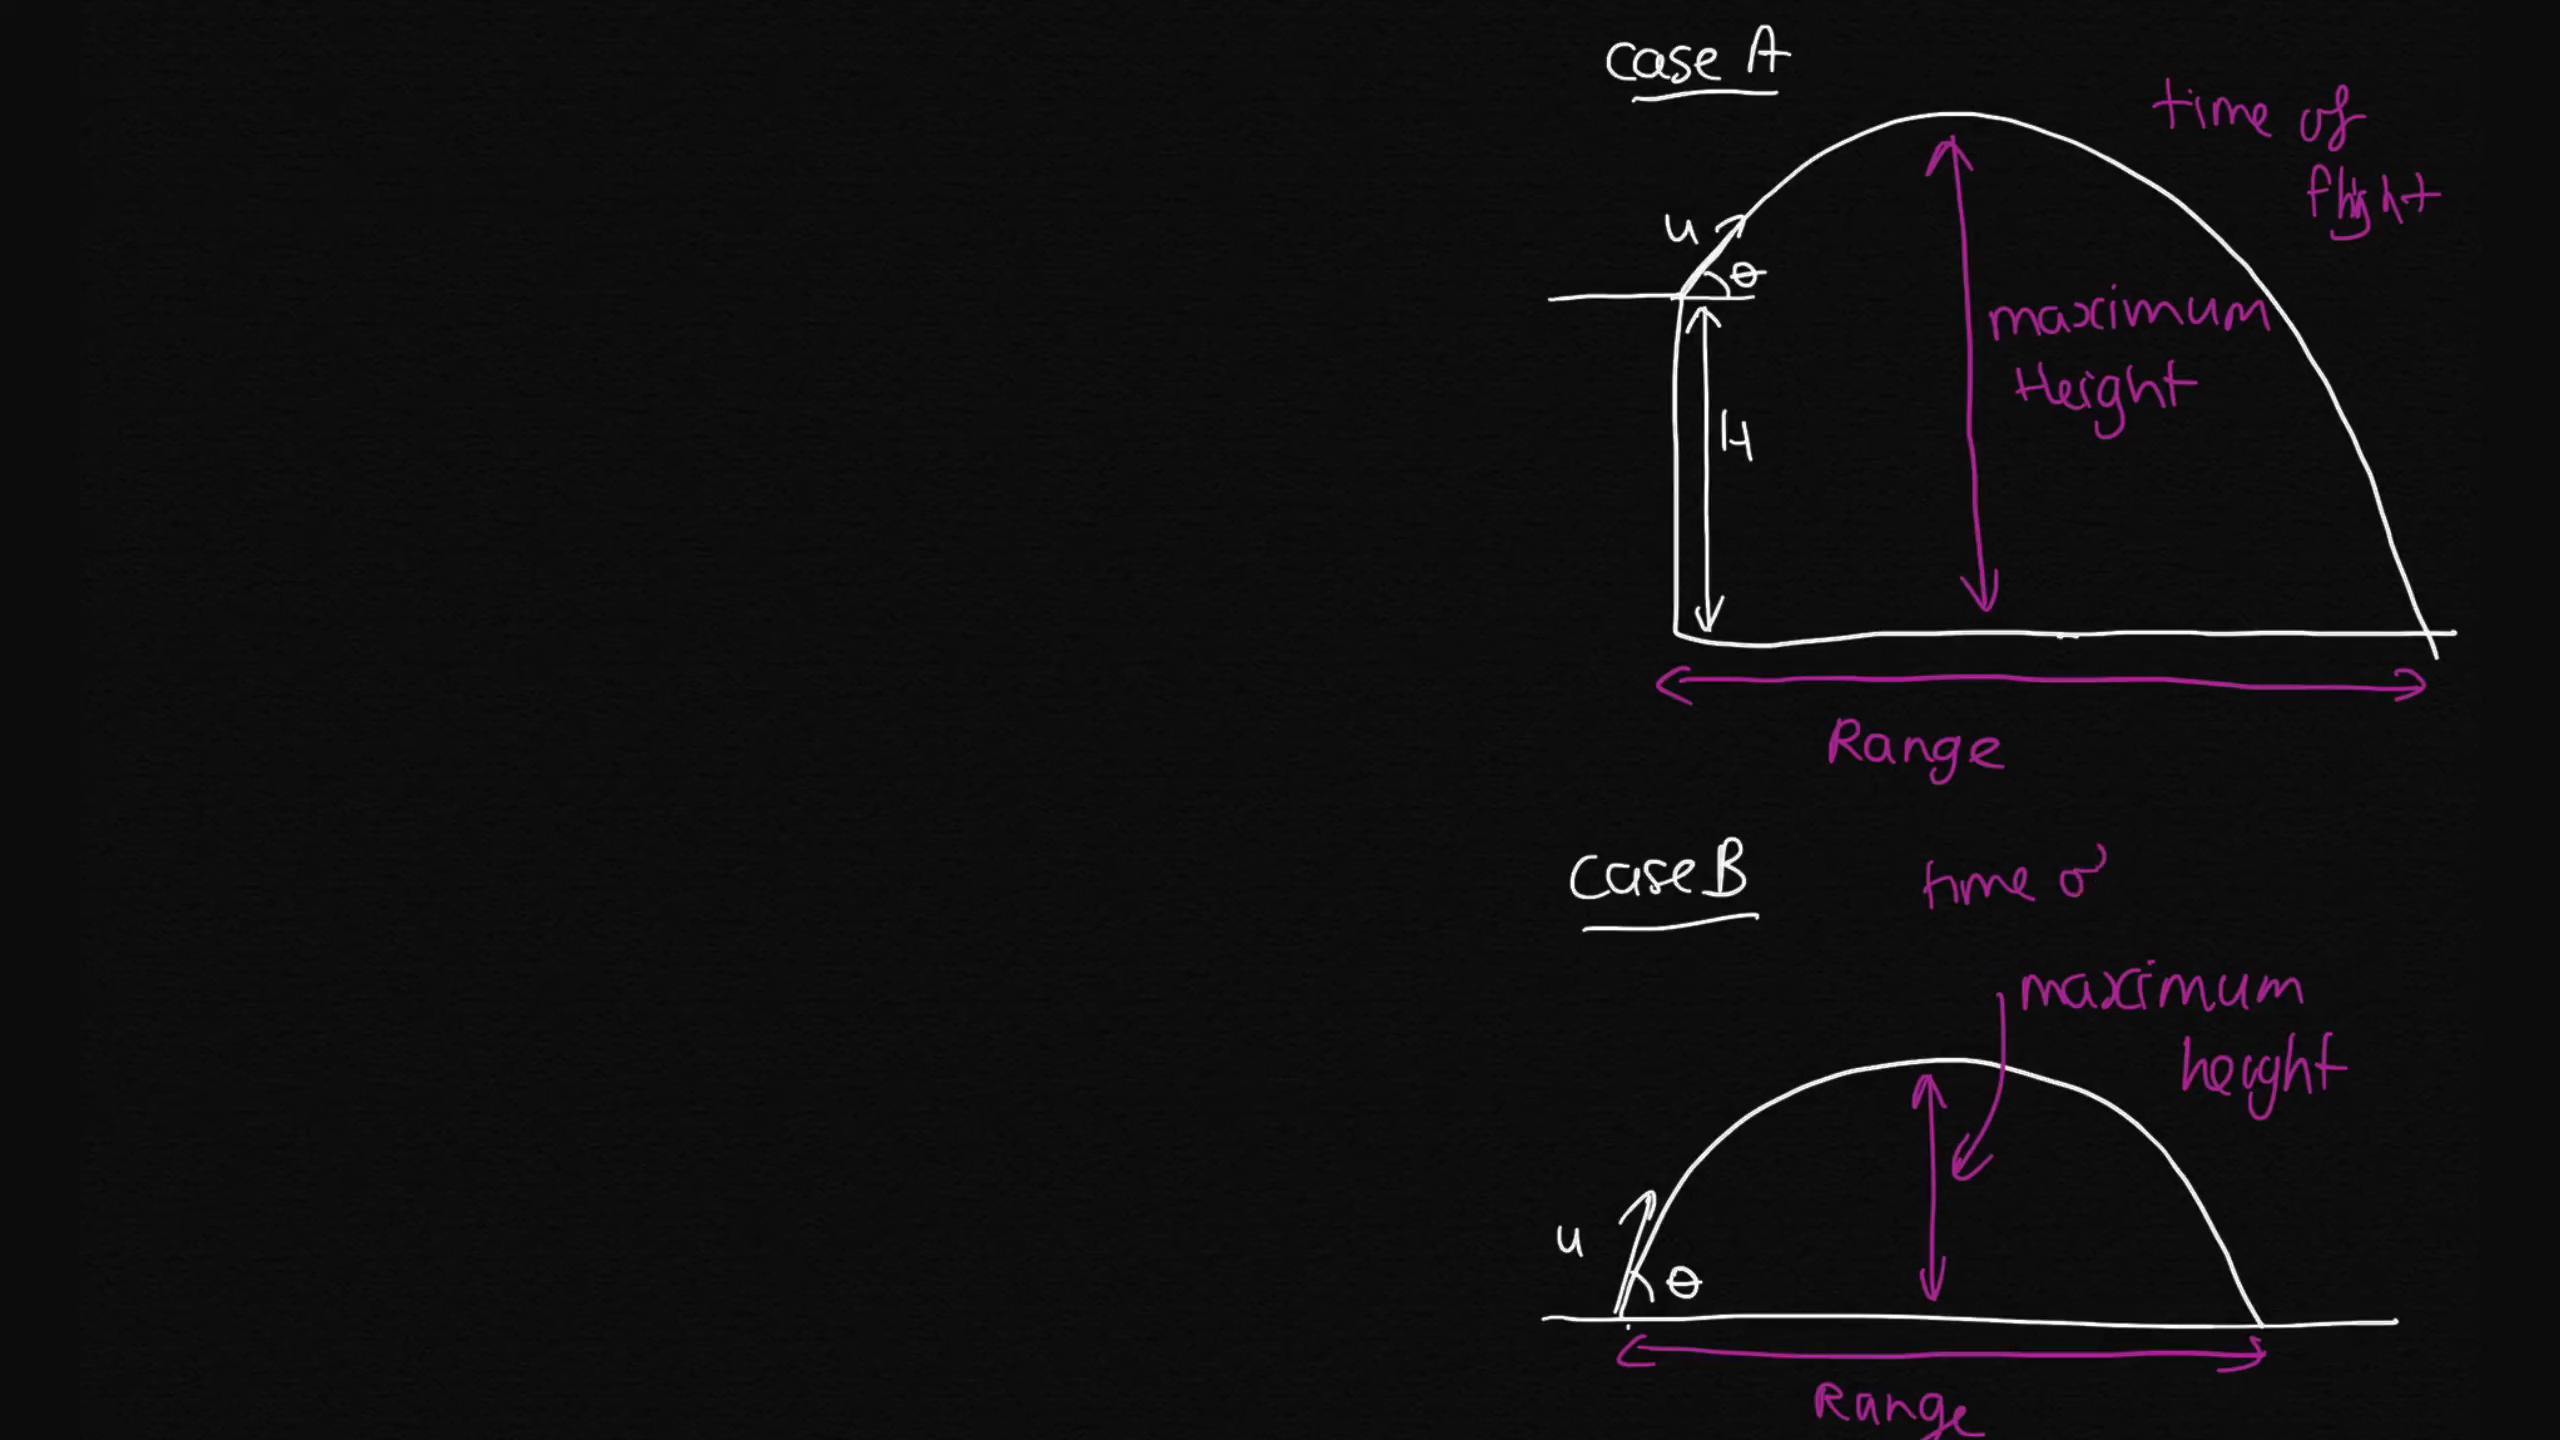 case A
time of
flight
u
θ
maximum
Height
H
Range
case B
time o
maximum
height
u
θ
Range